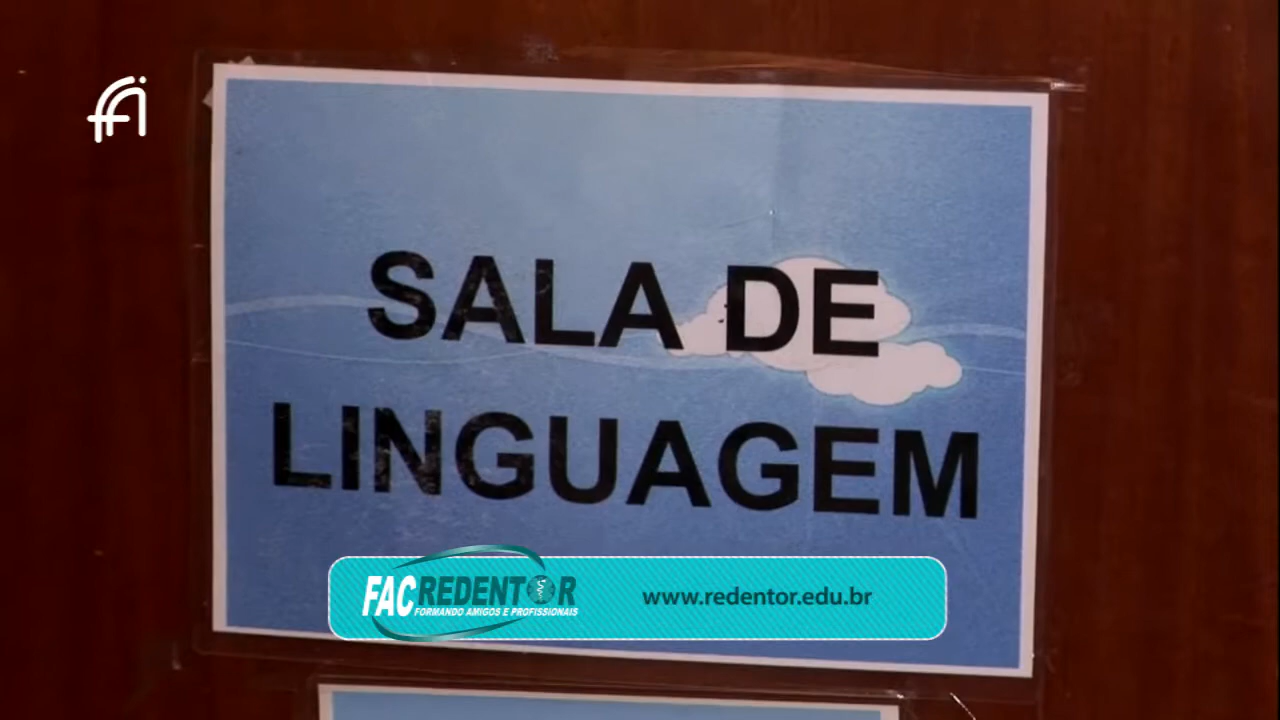 SALA DE
LINGUAGEM
FACREDENTOR
FORMANDO AMIGOS E PROFISSIONAIS
www.redentor.edu.br